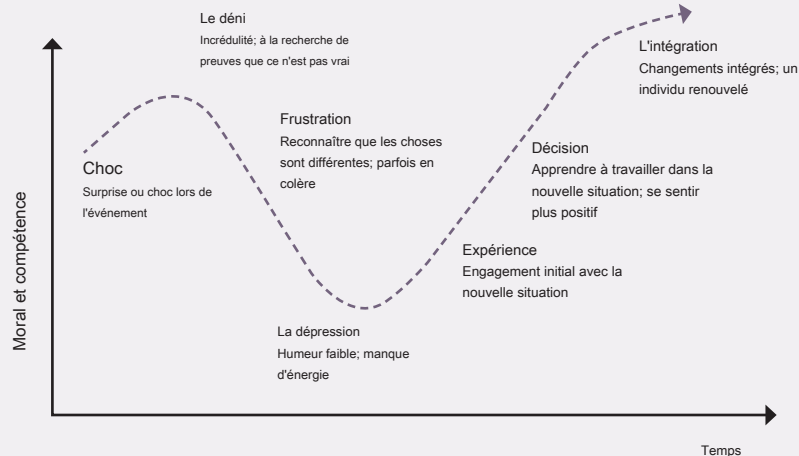 Le déni
Incrédulité; à la recherche de
preuves que ce n'est pas vrai
L'intégration
Changements intégrés; un
individu renouvelé
Frustration
Reconnaître que les choses
sont différentes; parfois en
colère
Décision
Apprendre à travailler dans la
nouvelle situation; se sentir
plus positif
Choc
Surprise ou choc lors de
l'événement
Moral et compétence
Expérience
Engagement initial avec la
nouvelle situation
La dépression
Humeur faible; manque
d'énergie
Temps